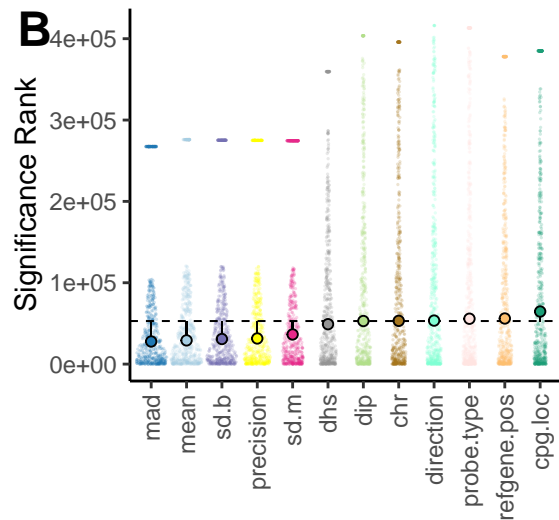 B
Significance Rank
4e+05
3e+05
2e+05
1e+05
0e+00
mad
mean
sd.b
precision
sd.m
dhs
dip
chr
direction
probe.type
refgene.pos
cpg.loc